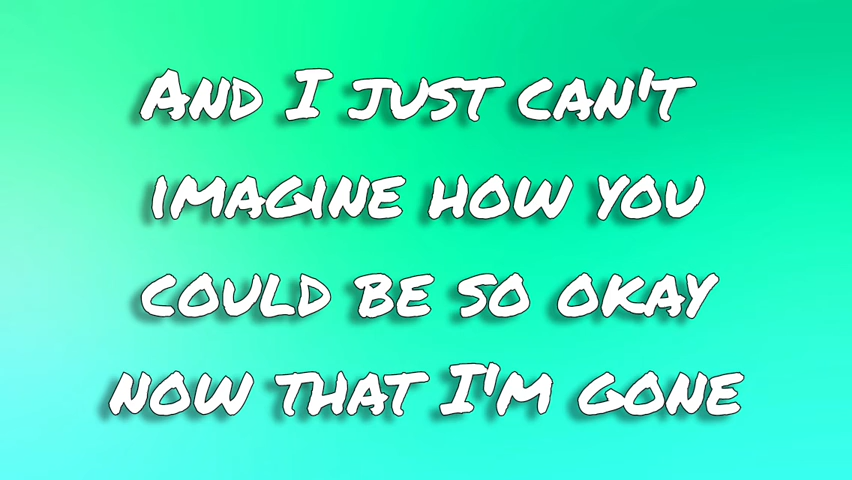 And I just can't
imagine how you
could be so okay
now that I'm gone